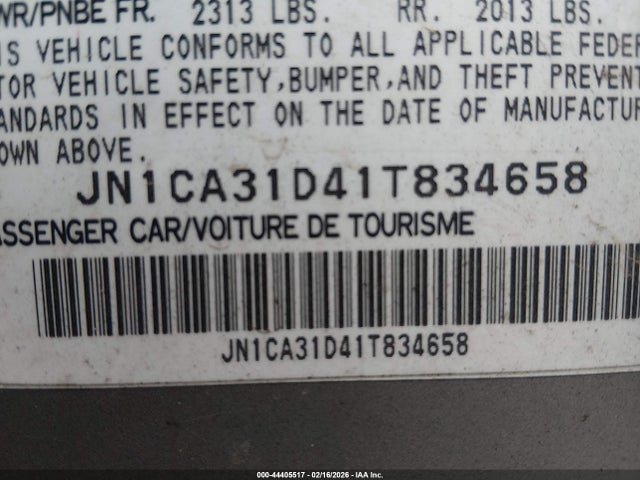 WR/PNBE FR. 2313 LBS. RR. 2013 LBS.
IS VEHICLE CONFORMS TO ALL APPLICABLE FEDER
TOR VEHICLE SAFETY,BUMPER,AND THEFT PREVENT
ANDARDS IN EFFECT ON THE DATE OF MANUFACTUR
OWN ABOVE.
JN1CA31D41T834658
ASSENGER CAR/VOITURE DE TOURISME
JN1CA31D41T834658
000-44405517 - 02/16/2026 - IAA Inc.